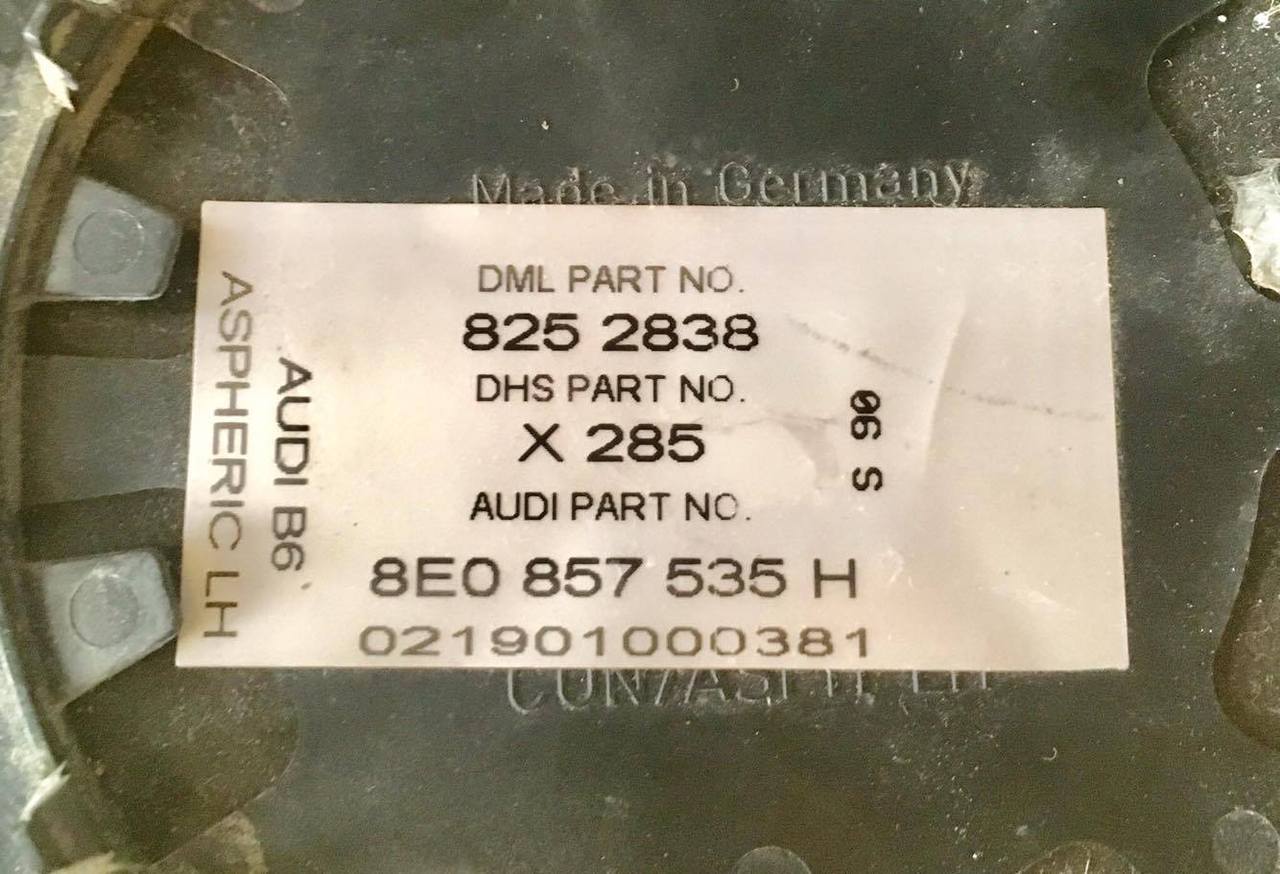 Made in Germany
DML PART NO.
825 2838
DHS PART NO.
X 285
AUDI PART NO.
8E0 857 535 H
021901000381
AUDI B6
ASPHERIC LH
06 S